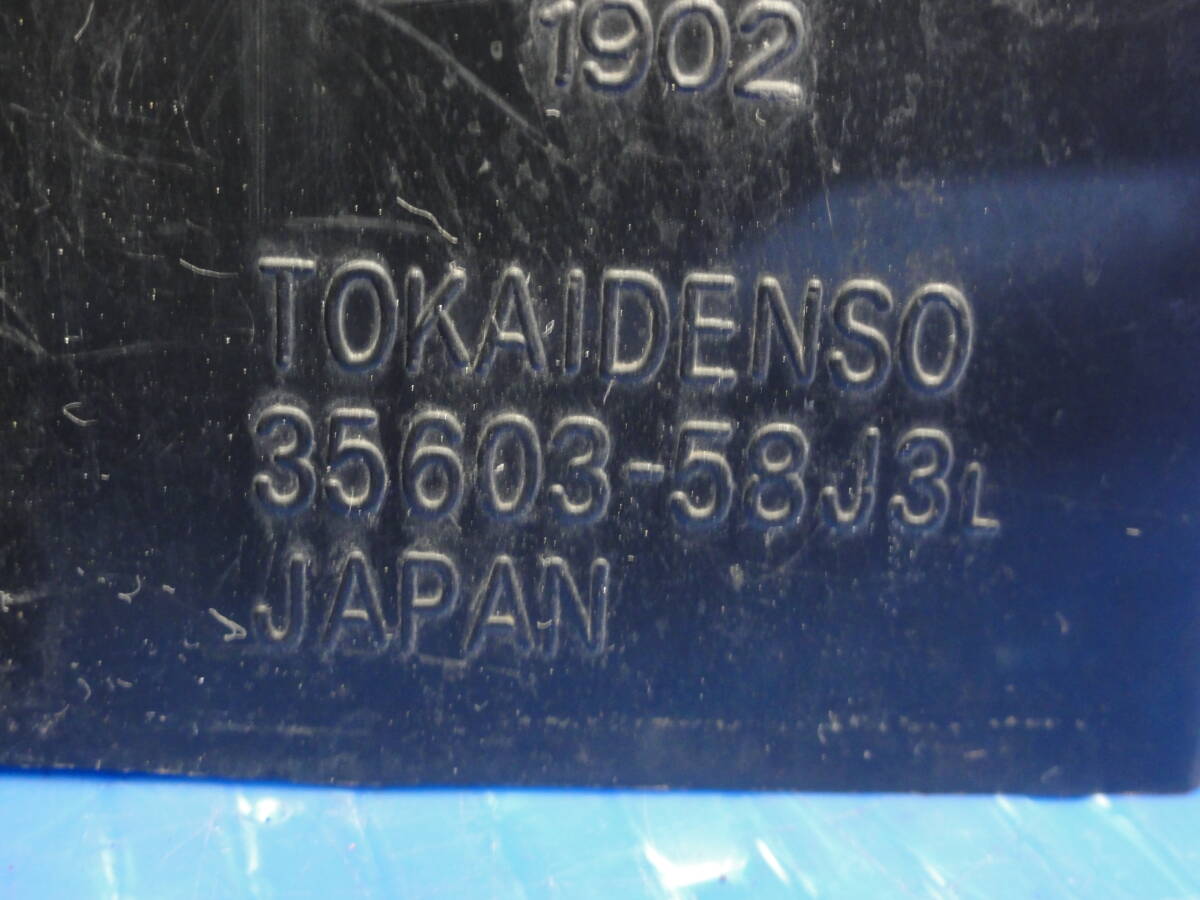 1902
TOKAIDENSO
35603-58J3L
JAPAN